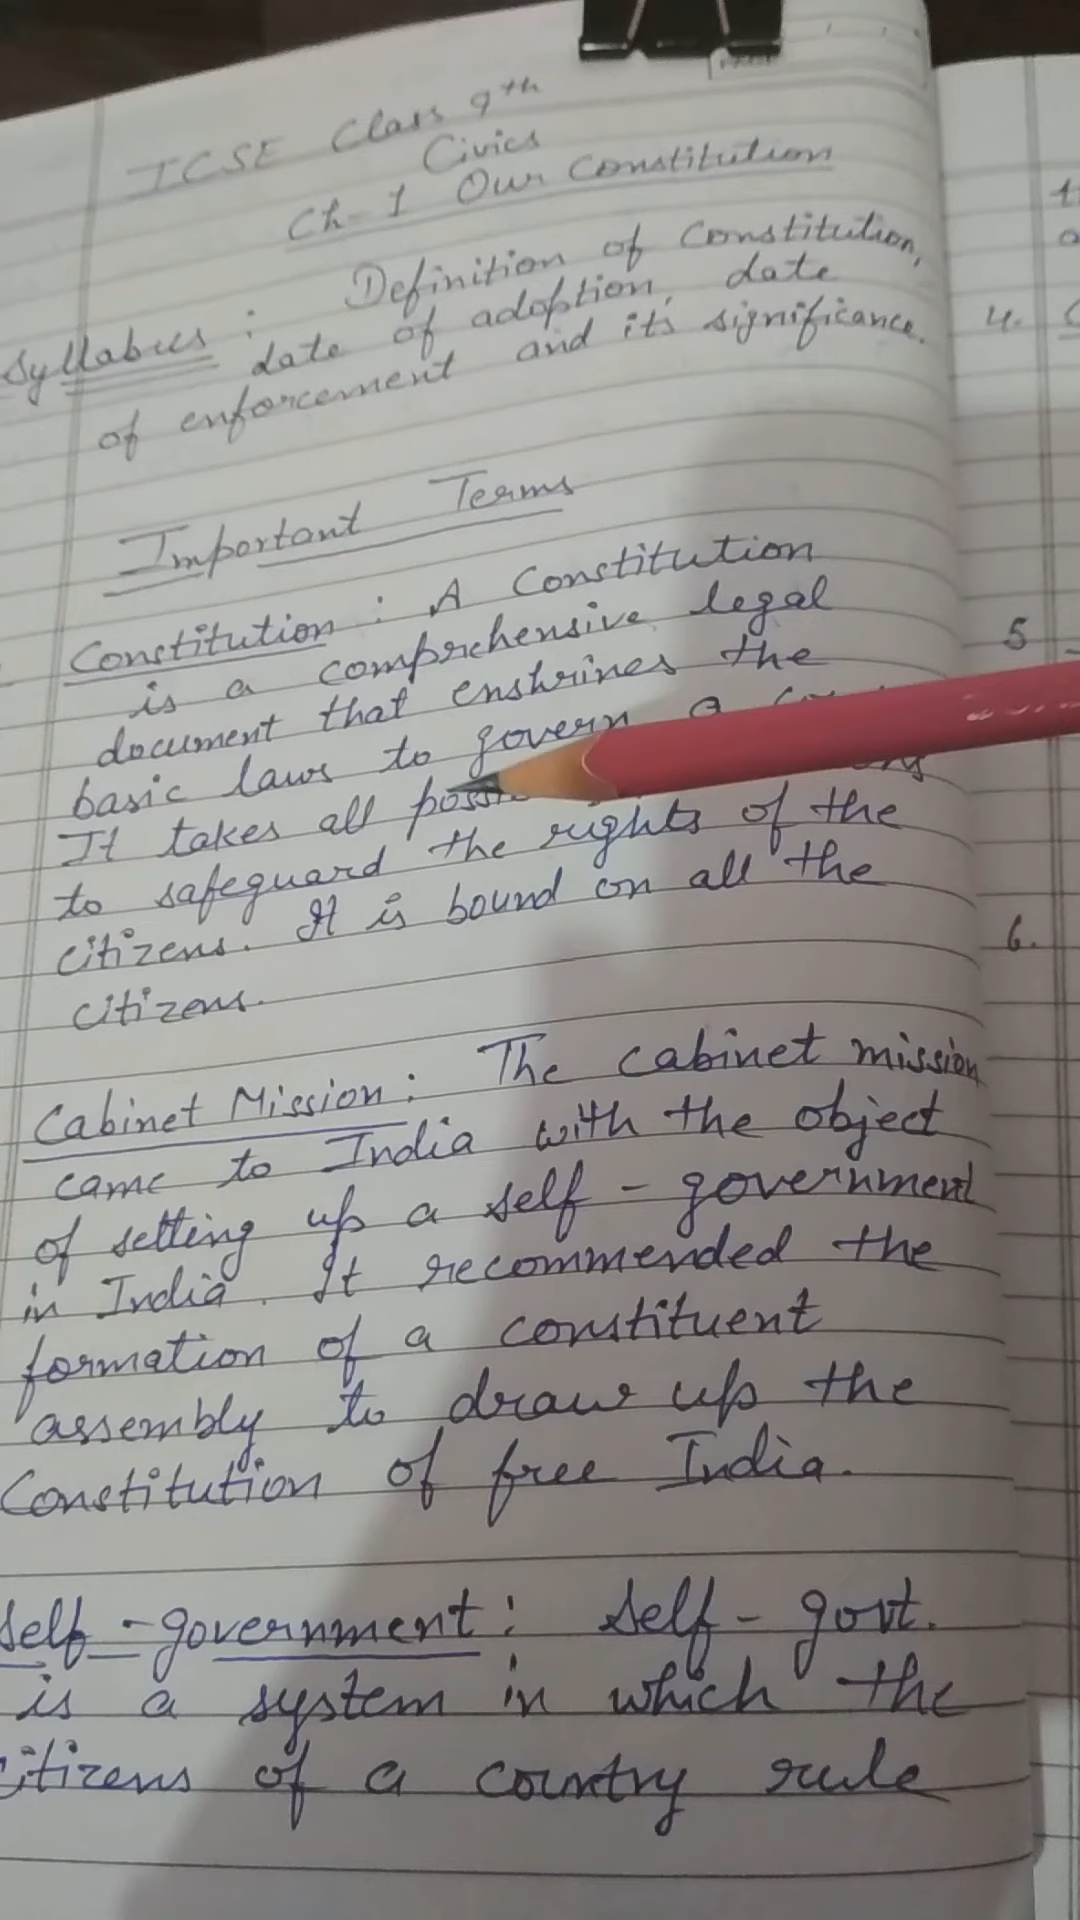 ICSE Class 9th
Civics
Ch-1 Our Constitution
Syllabus : Definition of Constitution,
date of adoption, date
of enforcement and its significance.
Important Terms
Constitution : A Constitution
is a comprehensive legal
document that enshrines the
basic laws to govern a
It takes all
to safeguard the rights of the
citizens. It is bound on all the
citizens.
Cabinet Mission : The cabinet mission
came to India with the object
of setting up a self - government
in India. It recommended the
formation of a constituent
assembly to draw up the
Constitution of free India.
Self - government : Self - govt.
is a system in which the
citizens of a country rule
4.
5
6.